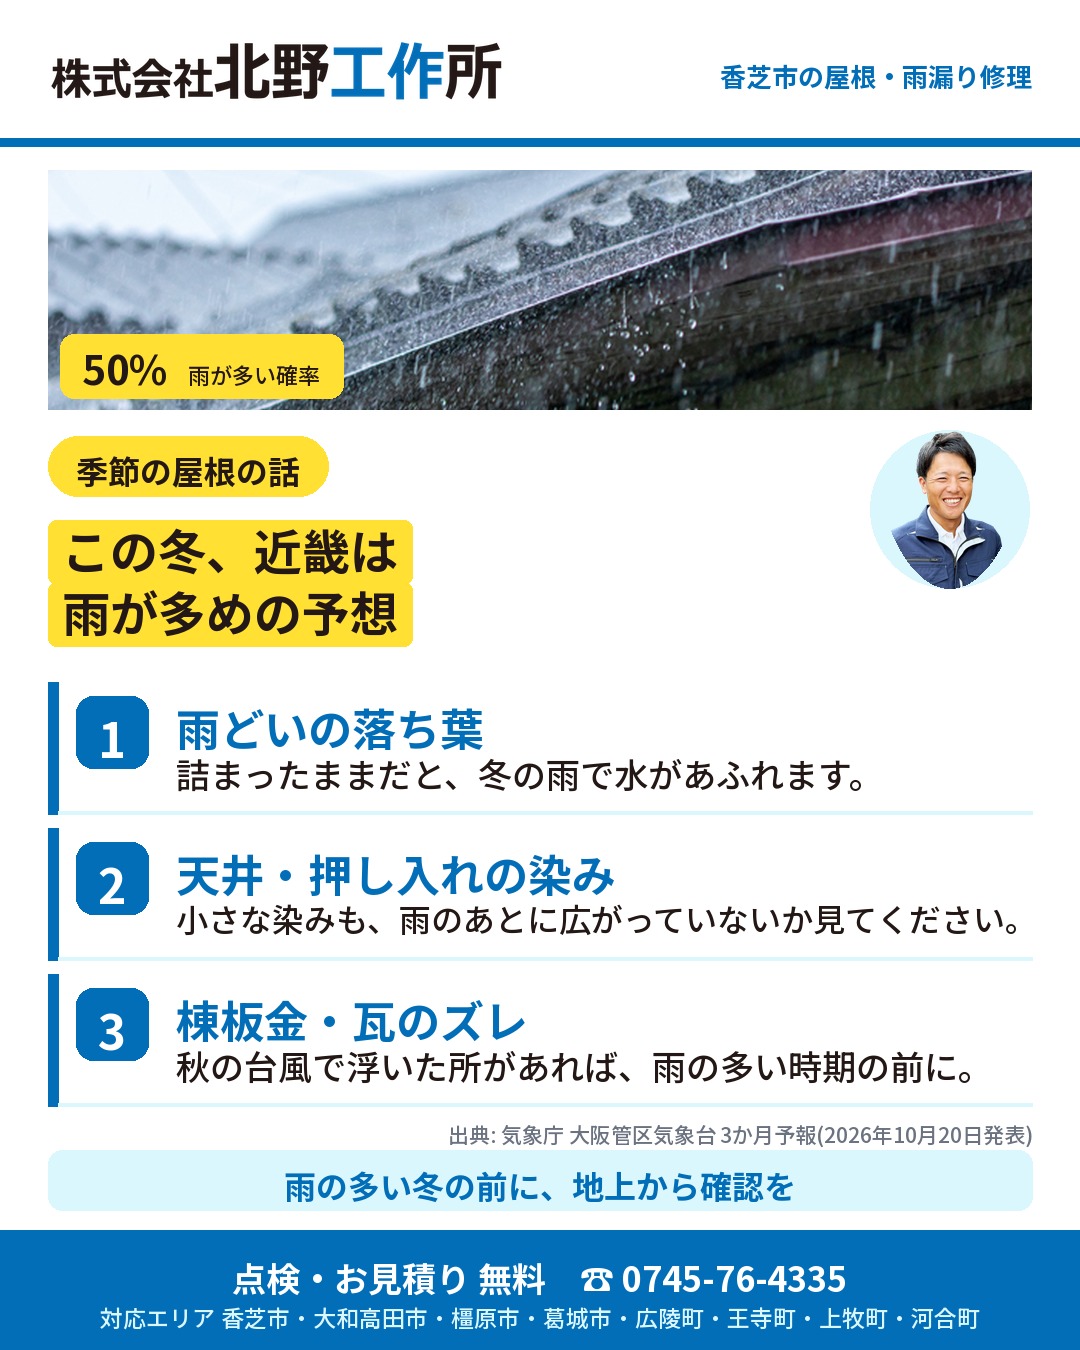 株式会社北野工作所
香芝市の屋根・雨漏り修理
50% 雨が多い確率
季節の屋根の話
この冬、近畿は
雨が多めの予想
1 雨どいの落ち葉
詰まったままだと、冬の雨で水があふれます。
2 天井・押し入れの染み
小さな染みも、雨のあとに広がっていないか見てください。
3 棟板金・瓦のズレ
秋の台風で浮いた所があれば、雨の多い時期の前に。
出典: 気象庁 大阪管区気象台 3か月予報(2026年10月20日発表)
雨の多い冬の前に、地上から確認を
点検・お見積り 無料 ☎ 0745-76-4335
対応エリア 香芝市・大和高田市・橿原市・葛城市・広陵町・王寺町・上牧町・河合町